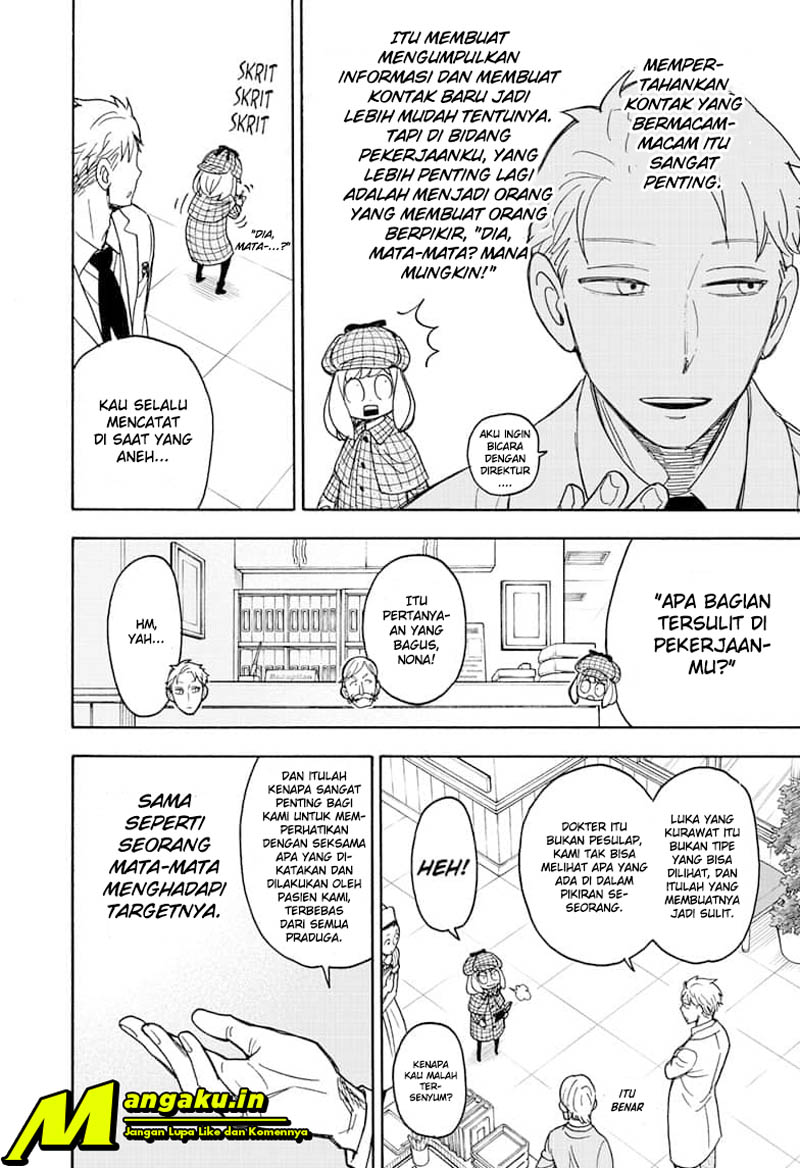 MEMPER-
TAHANKAN
KONTAK YANG
BERMACAM-
MACAM ITU
SANGAT
PENTING.
ITU MEMBUAT
MENGUMPULKAN
INFORMASI DAN MEMBUAT
KONTAK BARU JADI
LEBIH MUDAH TENTUNYA.
TAPI DI BIDANG
PEKERJAANKU, YANG
LEBIH PENTING LAGI
ADALAH MENJADI ORANG
YANG MEMBUAT ORANG
BERPIKIR, "DIA,
MATA-MATA? MANA
MUNGKIN!"
AKU INGIN
BICARA
DENGAN
DIREKTUR
....
SKRIT
SKRIT
SKRIT
"DIA,
MATA-...?"
KAU SELALU
MENCATAT
DI SAAT YANG
ANEH...
"APA BAGIAN
TERSULIT DI
PEKERJAAN-
MU?"
ITU
PERTANYA-
AN YANG
BAGUS,
NONA!
HM,
YAH...
Reception
LUKA YANG
KURAWAT ITU
BUKAN TIPE
YANG BISA
DILIHAT, DAN
ITULAH YANG
MEMBUATNYA
JADI SULIT.
DOKTER ITU
BUKAN PESULAP,
KAMI TAK BISA
MELIHAT APA YANG
ADA DI DALAM
PIKIRAN SE-
SEORANG.
HEH!
KENAPA
KAU MALAH
TER-
SENYUM?
ITU
BENAR
DAN ITULAH
KENAPA SANGAT
PENTING BAGI
KAMI UNTUK MEM-
PERHATIKAN
DENGAN SEKSAMA
APA YANG DI-
KATAKAN DAN
DILAKUKAN OLEH
PASIEN KAMI,
TERBEBAS
DARI SEMUA
PRADUGA.
SAMA
SEPERTI
SEORANG
MATA-MATA
MENGHADAPI
TARGETNYA.
Mangaku.in
Jangan Lupa Like dan Komennya